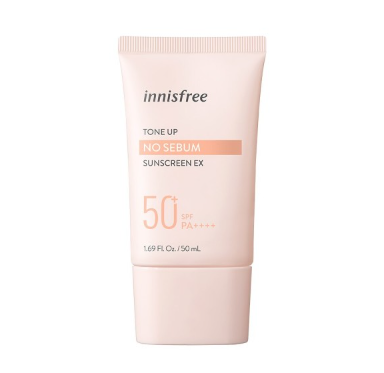 innisfree
TONE UP
NO SEBUM
SUNSCREEN EX
50+ SPF
PA++++
1.69 Fl. Oz. / 50 mL